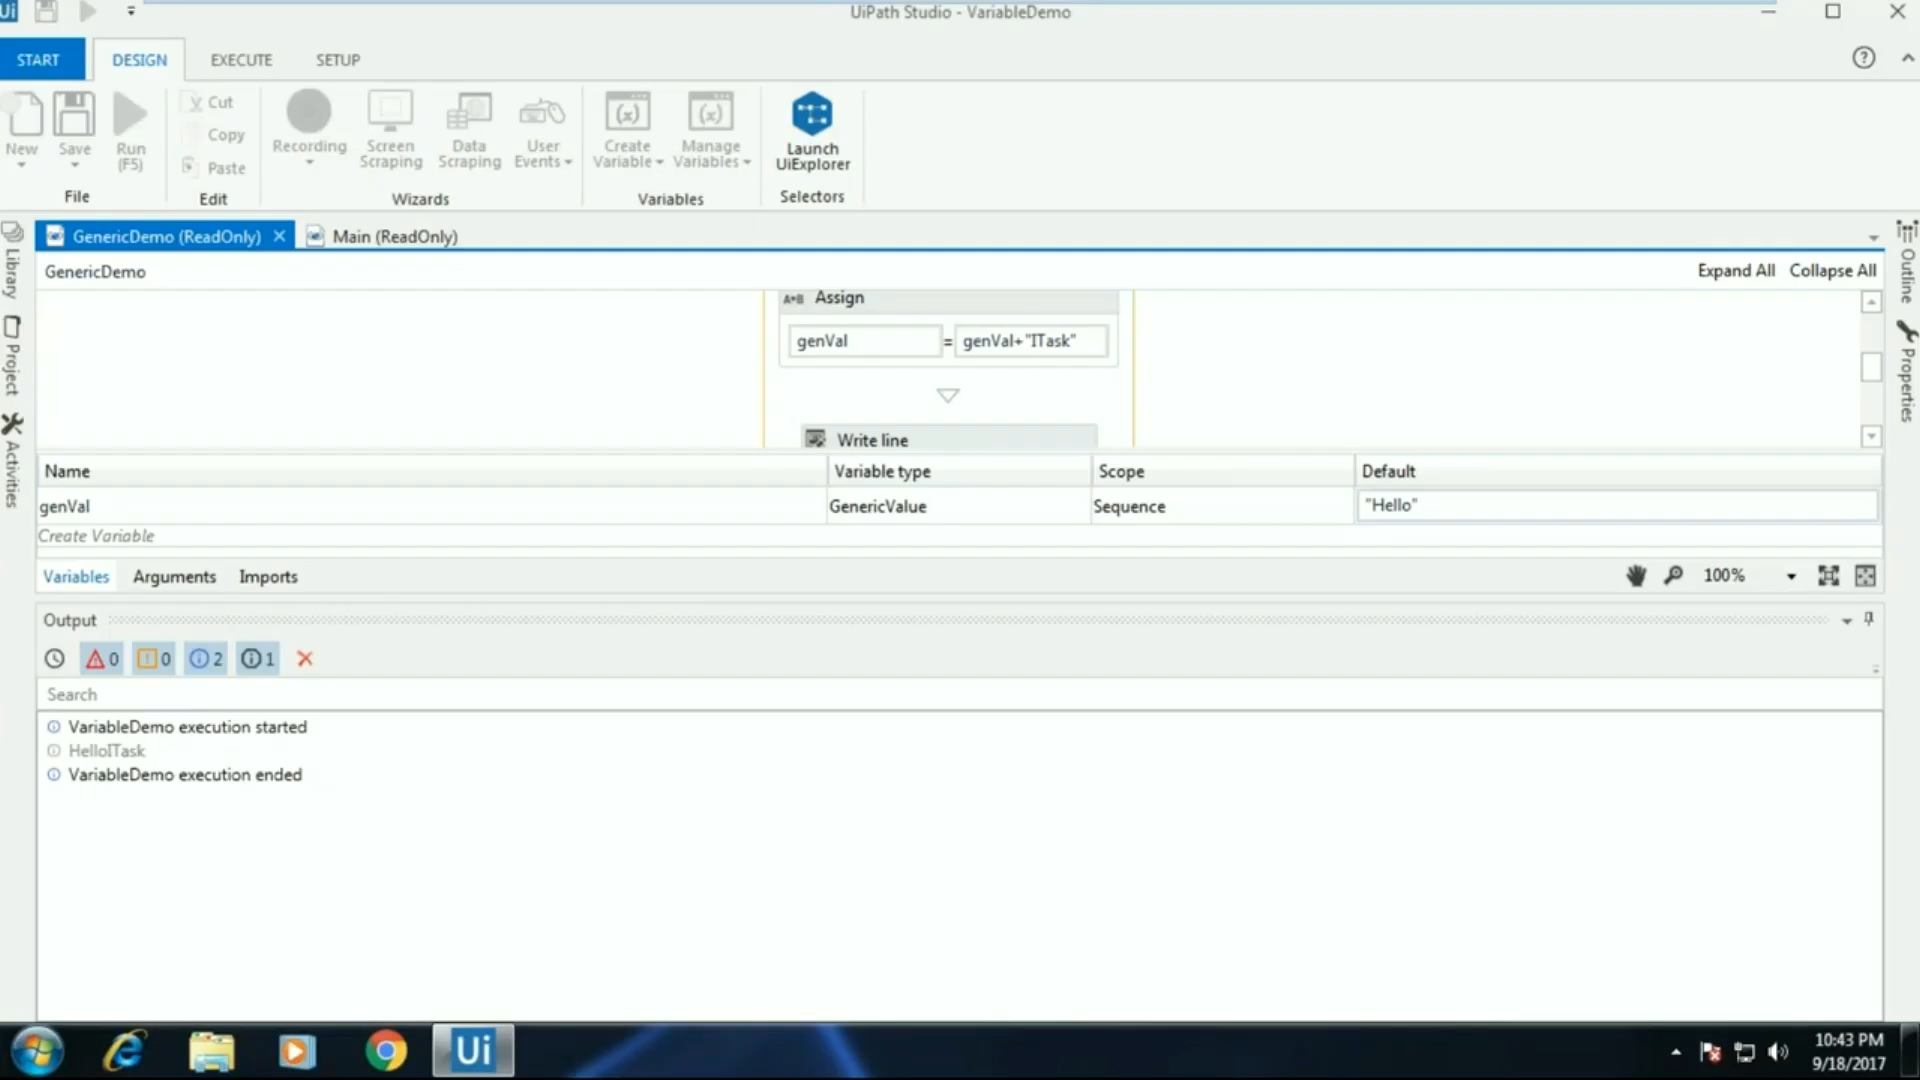 Ui
UiPath Studio - VariableDemo
START DESIGN EXECUTE SETUP
New Save Run (F5)
File
Cut
Copy
Paste
Edit
Recording Screen Scraping Data Scraping User Events
Wizards
Create Variable Manage Variables
Variables
Launch UiExplorer
Selectors
GenericDemo (ReadOnly) Main (ReadOnly)
GenericDemo Expand All Collapse All
Library
Project
Activities
Outline
Properties
A+B Assign
genVal = genVal+"ITask"
Write line
Name Variable type Scope Default
genVal GenericValue Sequence "Hello"
Create Variable
Variables Arguments Imports 100%
Output
0 0 2 1
Search
VariableDemo execution started
HelloITask
VariableDemo execution ended
Ui
10:43 PM
9/18/2017